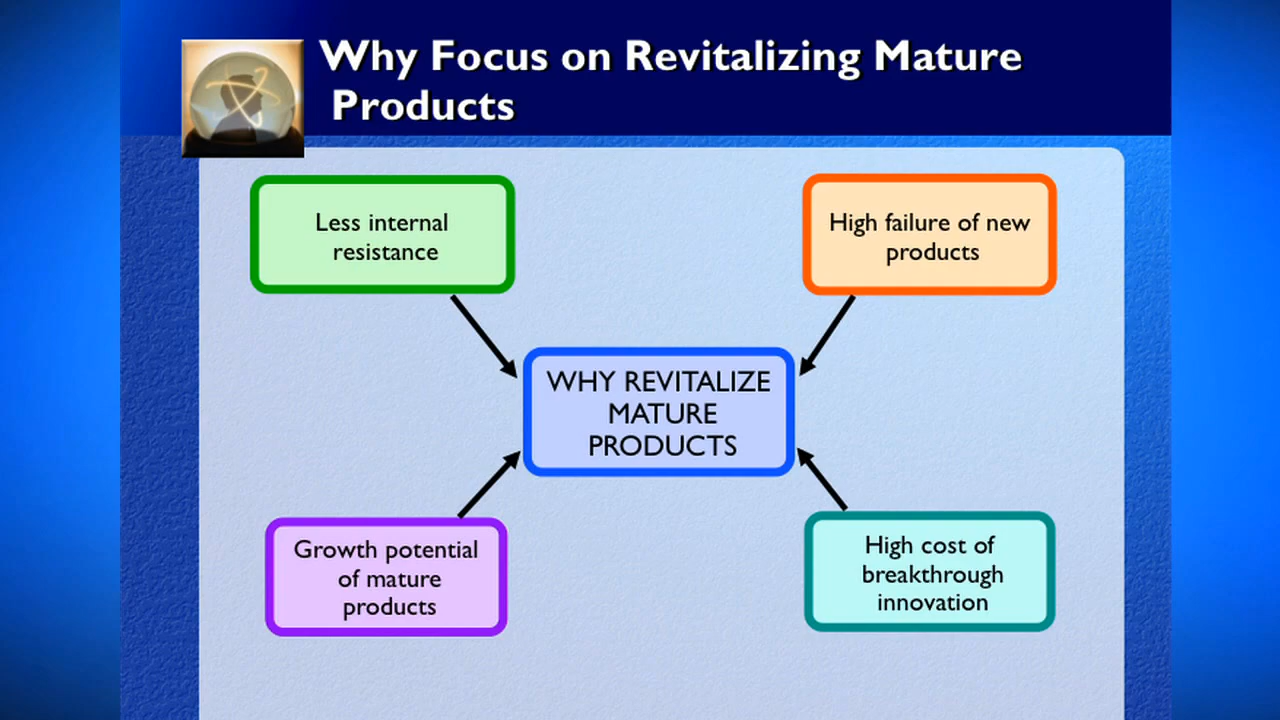 Why Focus on Revitalizing Mature
Products
Less internal
resistance
High failure of new
products
WHY REVITALIZE
MATURE
PRODUCTS
Growth potential
of mature
products
High cost of
breakthrough
innovation